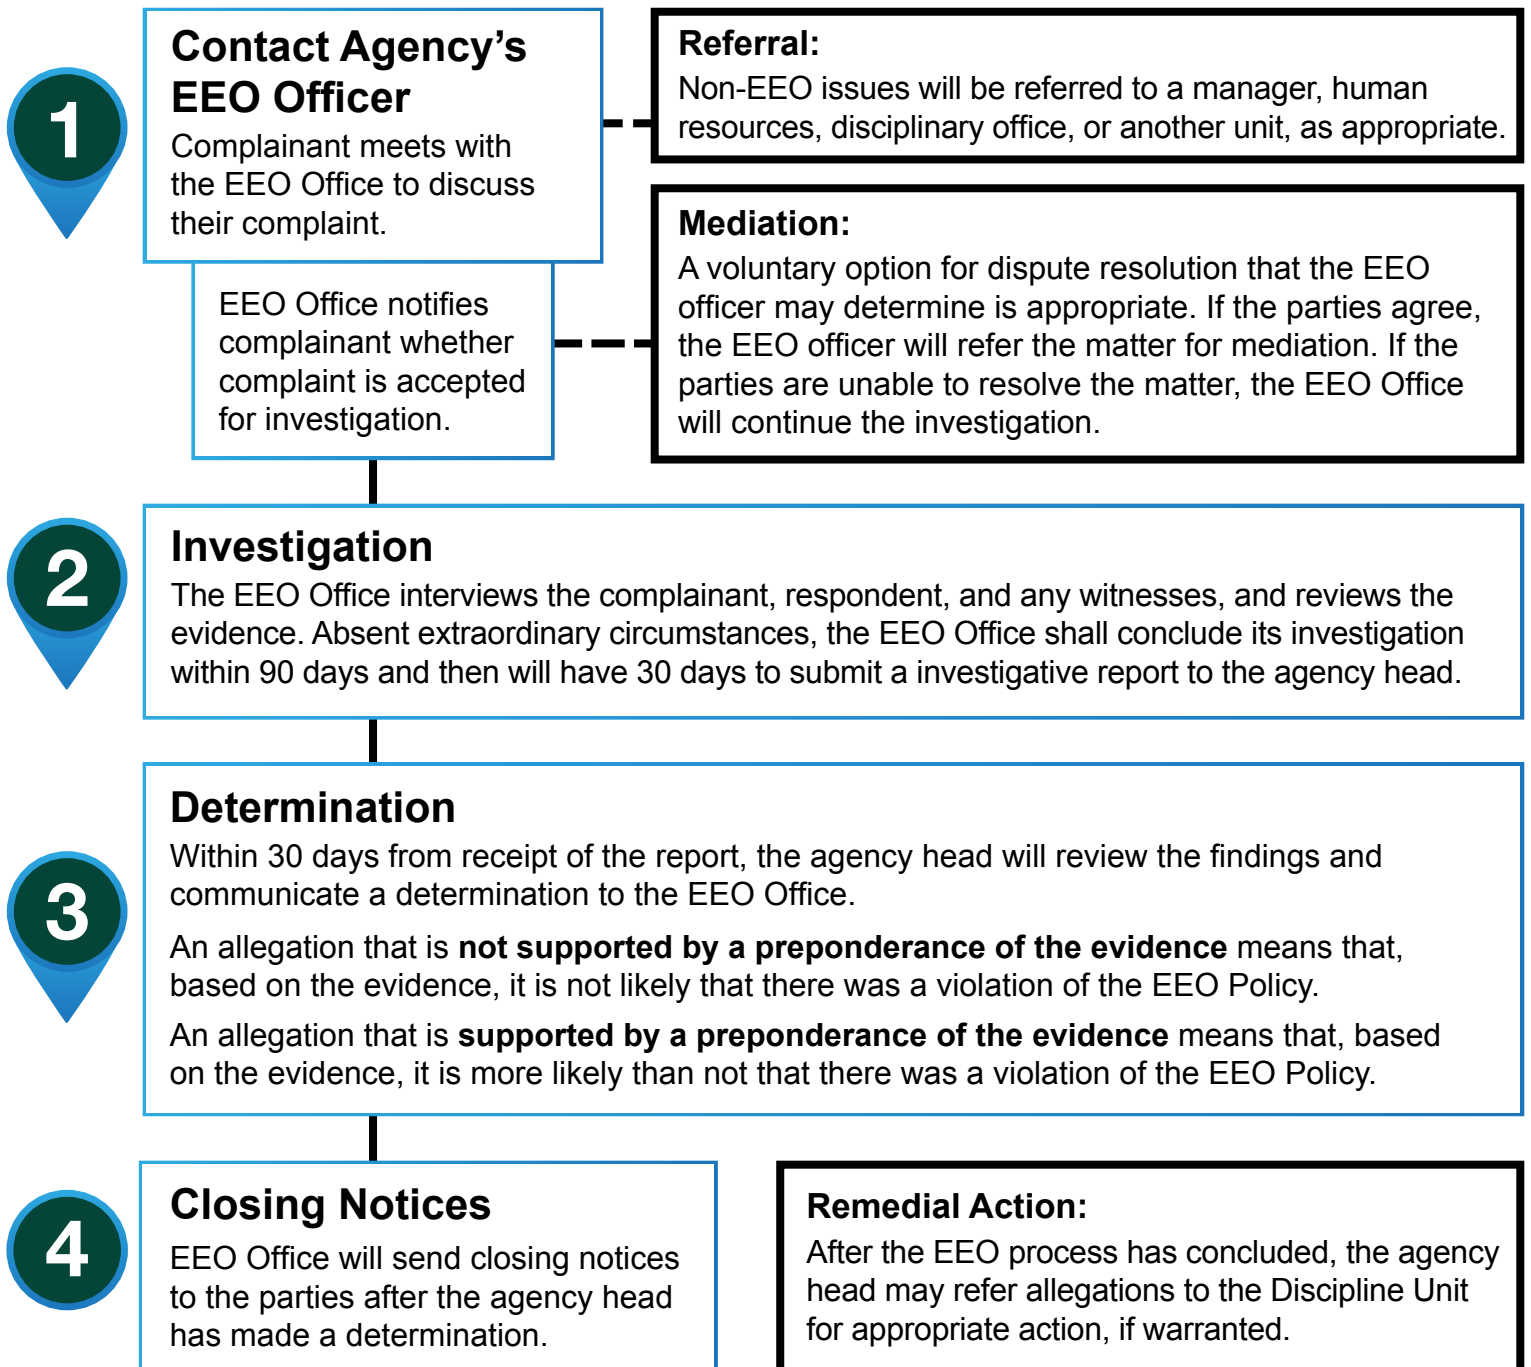 1
Contact Agency’s
EEO Officer
Complainant meets with
the EEO Office to discuss
their complaint.
EEO Office notifies
complainant whether
complaint is accepted
for investigation.
Referral:
Non-EEO issues will be referred to a manager, human
resources, disciplinary office, or another unit, as appropriate.
Mediation:
A voluntary option for dispute resolution that the EEO
officer may determine is appropriate. If the parties agree,
the EEO officer will refer the matter for mediation. If the
parties are unable to resolve the matter, the EEO Office
will continue the investigation.
2
Investigation
The EEO Office interviews the complainant, respondent, and any witnesses, and reviews the
evidence. Absent extraordinary circumstances, the EEO Office shall conclude its investigation
within 90 days and then will have 30 days to submit a investigative report to the agency head.
3
Determination
Within 30 days from receipt of the report, the agency head will review the findings and
communicate a determination to the EEO Office.
An allegation that is not supported by a preponderance of the evidence means that,
based on the evidence, it is not likely that there was a violation of the EEO Policy.
An allegation that is supported by a preponderance of the evidence means that, based
on the evidence, it is more likely than not that there was a violation of the EEO Policy.
4
Closing Notices
EEO Office will send closing notices
to the parties after the agency head
has made a determination.
Remedial Action:
After the EEO process has concluded, the agency
head may refer allegations to the Discipline Unit
for appropriate action, if warranted.